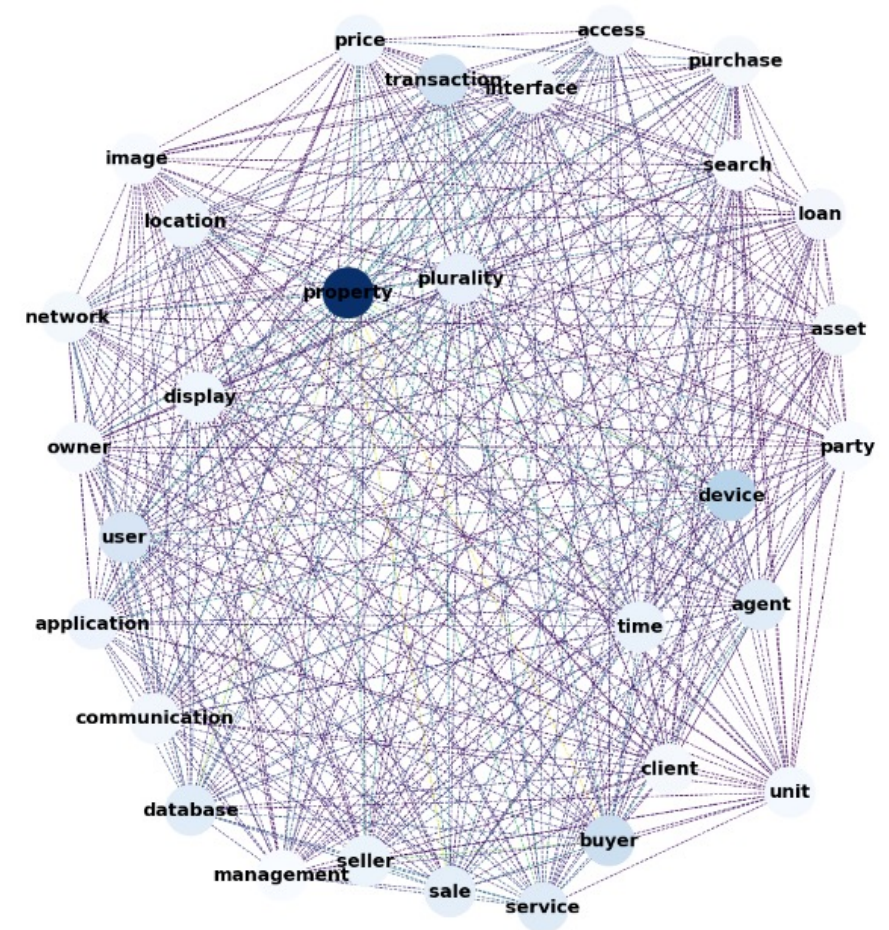 access
price
purchase
transaction
interface
image
search
location
loan
plurality
property
network
asset
display
owner
party
device
user
agent
application
time
communication
client
unit
database
buyer
seller
management
sale
service